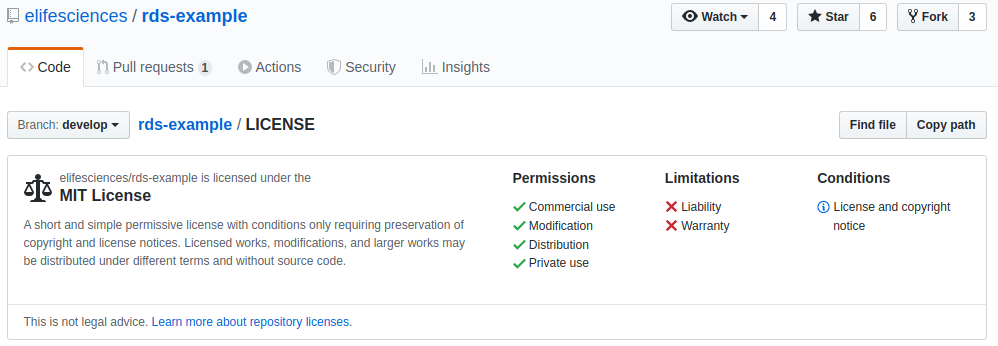 elifesciences / rds-example
Watch 4
Star 6
Fork 3
Code
Pull requests 1
Actions
Security
Insights
Branch: develop
rds-example / LICENSE
Find file
Copy path
elifesciences/rds-example is licensed under the
MIT License
A short and simple permissive license with conditions only requiring preservation of
copyright and license notices. Licensed works, modifications, and larger works may
be distributed under different terms and without source code.
Permissions
Commercial use
Modification
Distribution
Private use
Limitations
Liability
Warranty
Conditions
License and copyright
notice
This is not legal advice. Learn more about repository licenses.